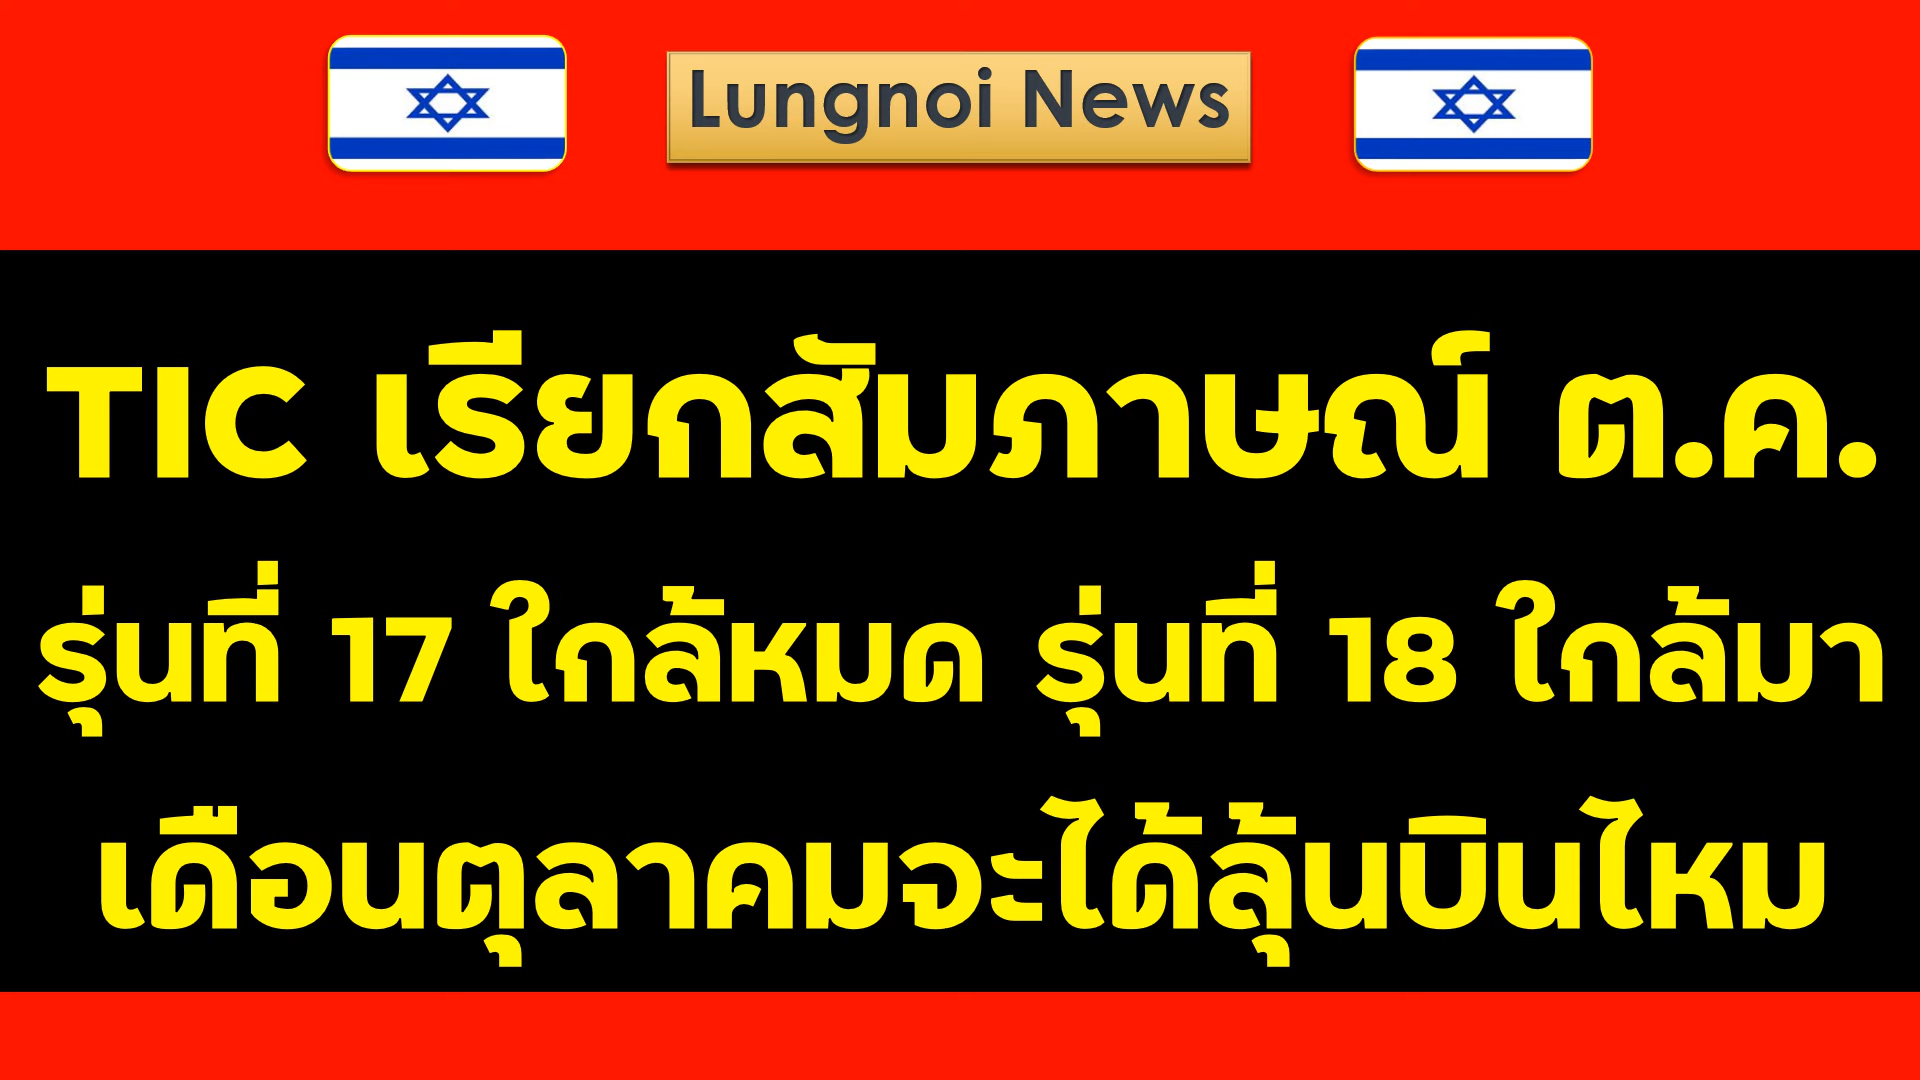 Lungnoi News
TIC เรียกสัมภาษณ์ ต.ค.
รุ่นที่ 17 ใกล้หมด รุ่นที่ 18 ใกล้มา
เดือนตุลาคมจะได้ลุ้นบินไหม